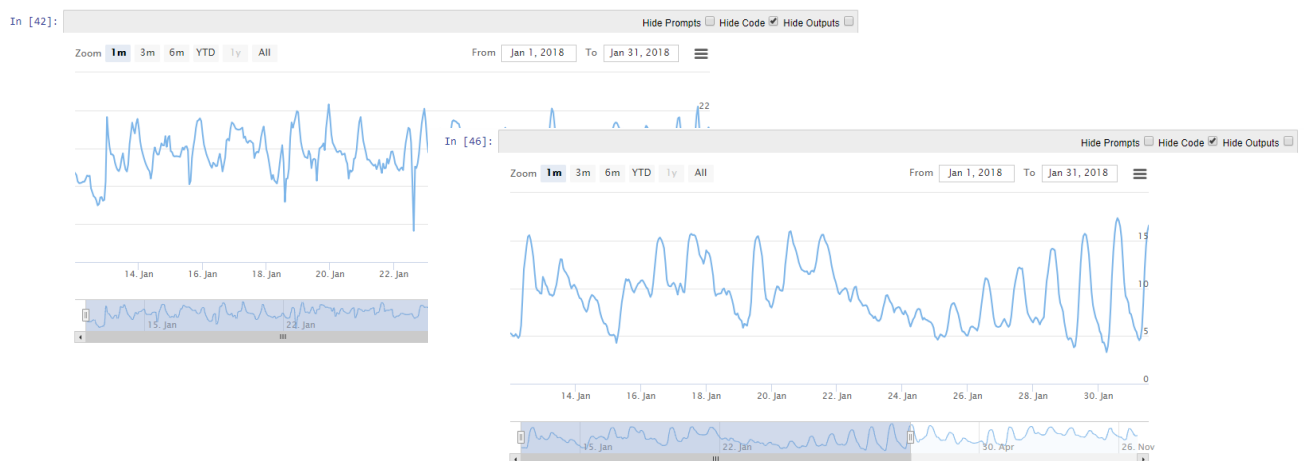 In [42]:
Hide Prompts Hide Code Hide Outputs
Zoom 1m 3m 6m YTD 1y All From Jan 1, 2018 To Jan 31, 2018
22
14. Jan 16. Jan 18. Jan 20. Jan 22. Jan
15. Jan 22. Jan
In [46]:
Hide Prompts Hide Code Hide Outputs
Zoom 1m 3m 6m YTD 1y All From Jan 1, 2018 To Jan 31, 2018
15
10
5
0
14. Jan 16. Jan 18. Jan 20. Jan 22. Jan 24. Jan 26. Jan 28. Jan 30. Jan
15. Jan 22. Jan 30. Apr 26. Nov